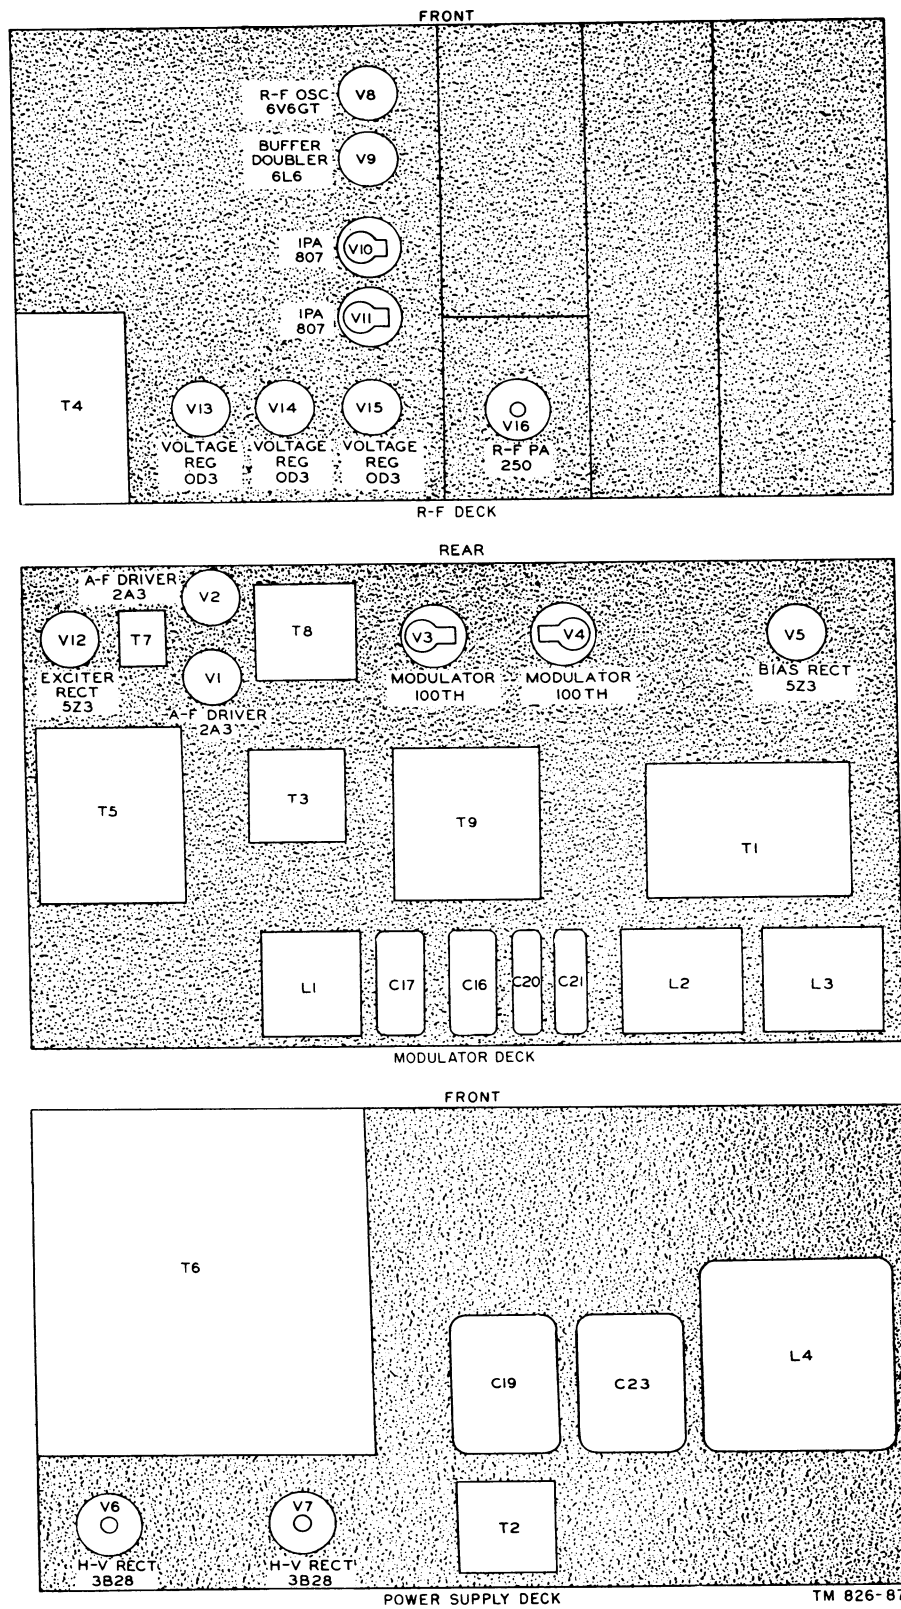 FRONT
R-F OSC
6V6GT
V8
BUFFER
DOUBLER
6L6
V9
IPA
807
V10
IPA
807
V11
T4
V13
VOLTAGE
REG
OD3
V14
VOLTAGE
REG
OD3
V15
VOLTAGE
REG
OD3
V16
R-F PA
250
R-F DECK
REAR
A-F DRIVER
2A3
V2
V12
EXCITER
RECT
5Z3
T7
V1
A-F DRIVER
2A3
T8
V3
MODULATOR
100TH
V4
MODULATOR
100TH
V5
BIAS RECT
5Z3
T5
T3
T9
T1
L1
C17
C16
C20
C21
L2
L3
MODULATOR DECK
FRONT
T6
C19
C23
L4
V6
H-V RECT
3B28
V7
H-V RECT
3B28
T2
POWER SUPPLY DECK
TM 826-87